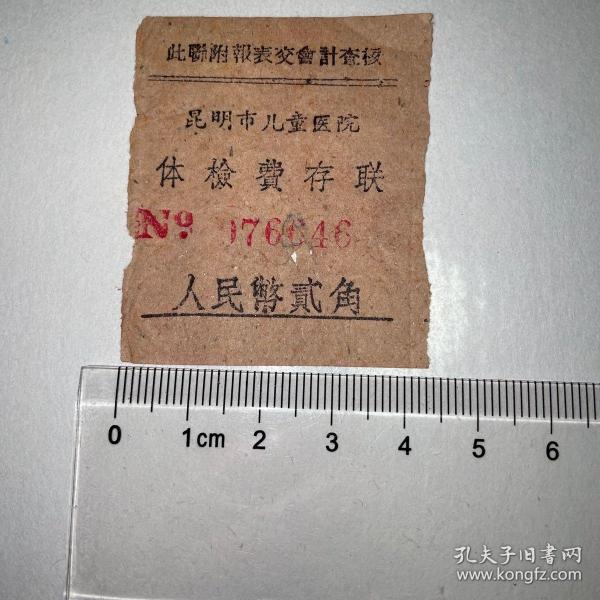 此聯附報表交會計查核
昆明市儿童医院
体檢費存联
Nº 076646
人民幣貳角
0 1cm 2 3 4 5 6
孔夫子旧书网
www.kongfz.com